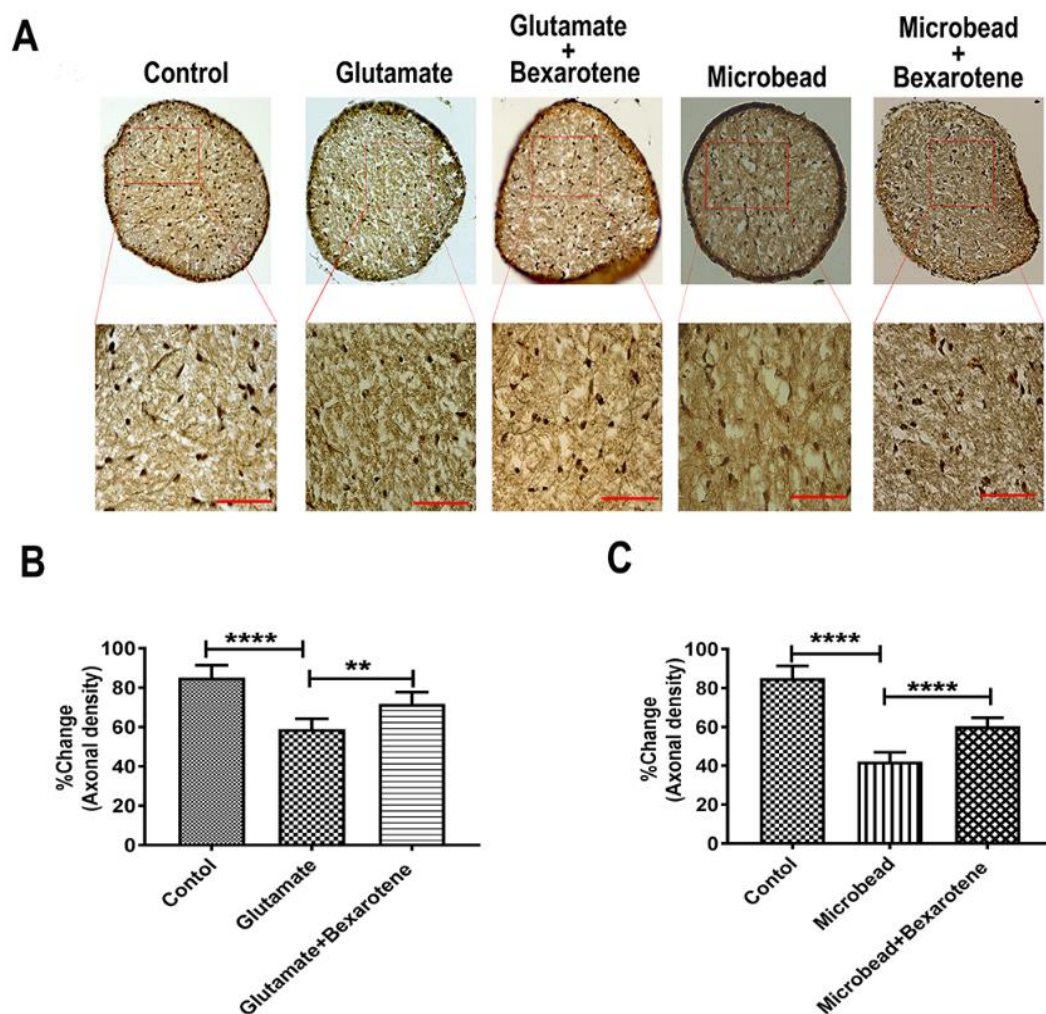 A
Control
Glutamate
Glutamate
+
Bexarotene
Microbead
Microbead
+
Bexarotene
B
%Change
(Axonal density)
100
80
60
40
20
0
****
**
Contol
Glutamate
Glutamate+Bexarotene
C
%Change
(Axonal density)
100
80
60
40
20
0
****
****
Contol
Microbead
Microbead+Bexarotene